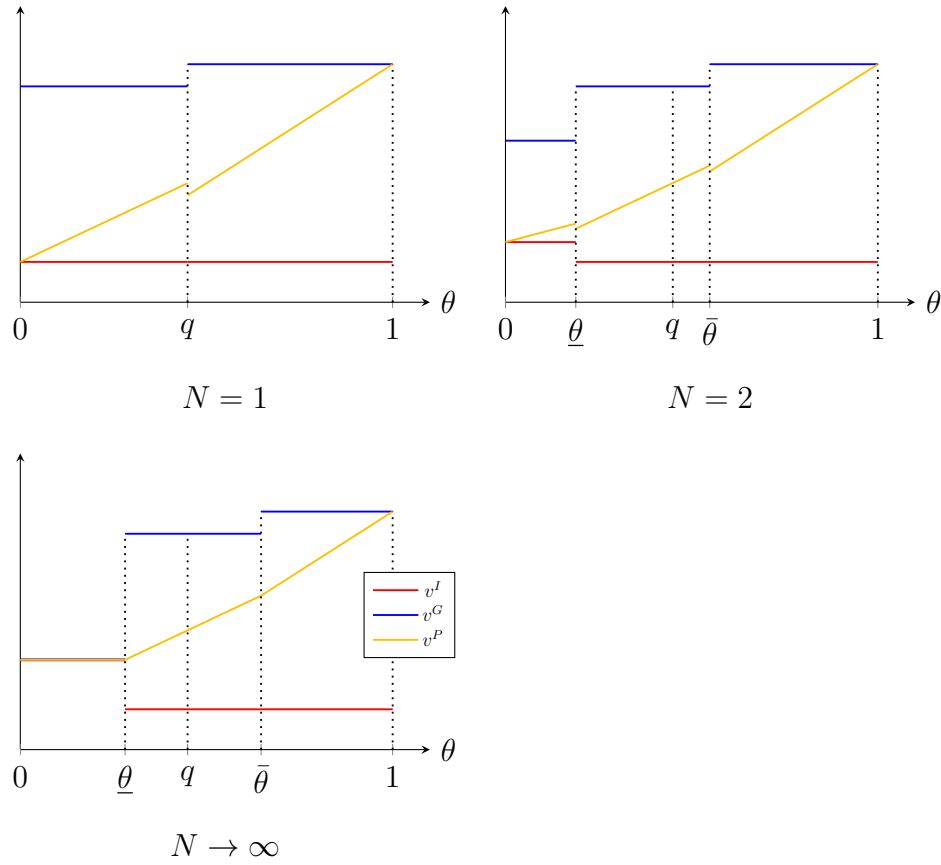 θ
0 q 1
N = 1
θ
0 θ̲ q θ̄ 1
N = 2
v^I
v^G
v^P
θ
0 θ̲ q θ̄ 1
N → ∞